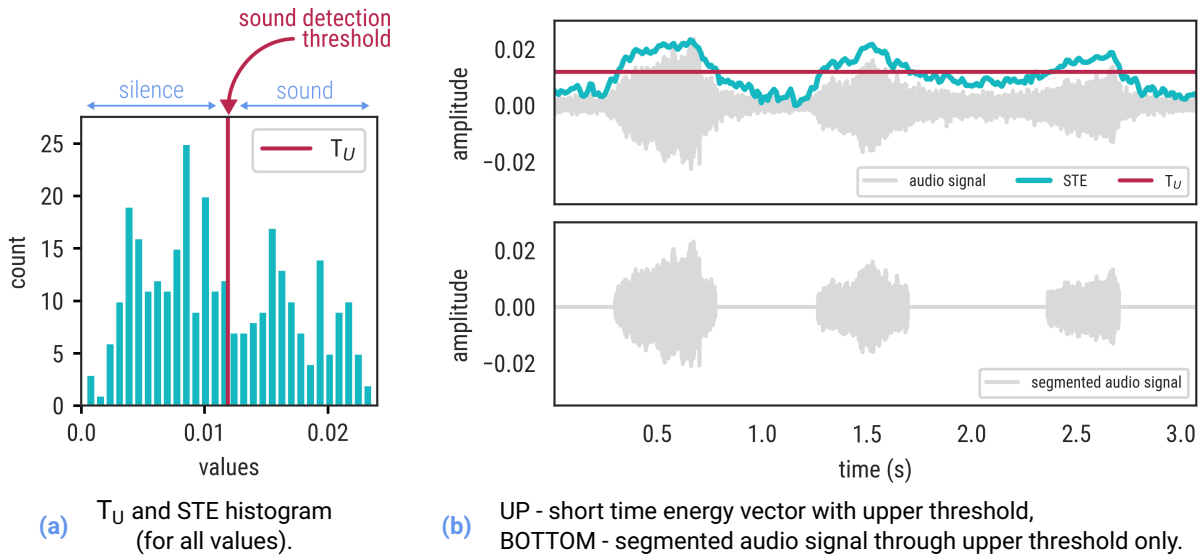 sound detection
threshold
silence
sound
T_U
25
20
15
10
5
0
count
0.0
0.01
0.02
values
(a)
T_U and STE histogram
(for all values).
0.02
0.00
−0.02
amplitude
audio signal
STE
T_U
0.02
0.00
−0.02
amplitude
segmented audio signal
0.5
1.0
1.5
2.0
2.5
3.0
time (s)
(b)
UP - short time energy vector with upper threshold,
BOTTOM - segmented audio signal through upper threshold only.